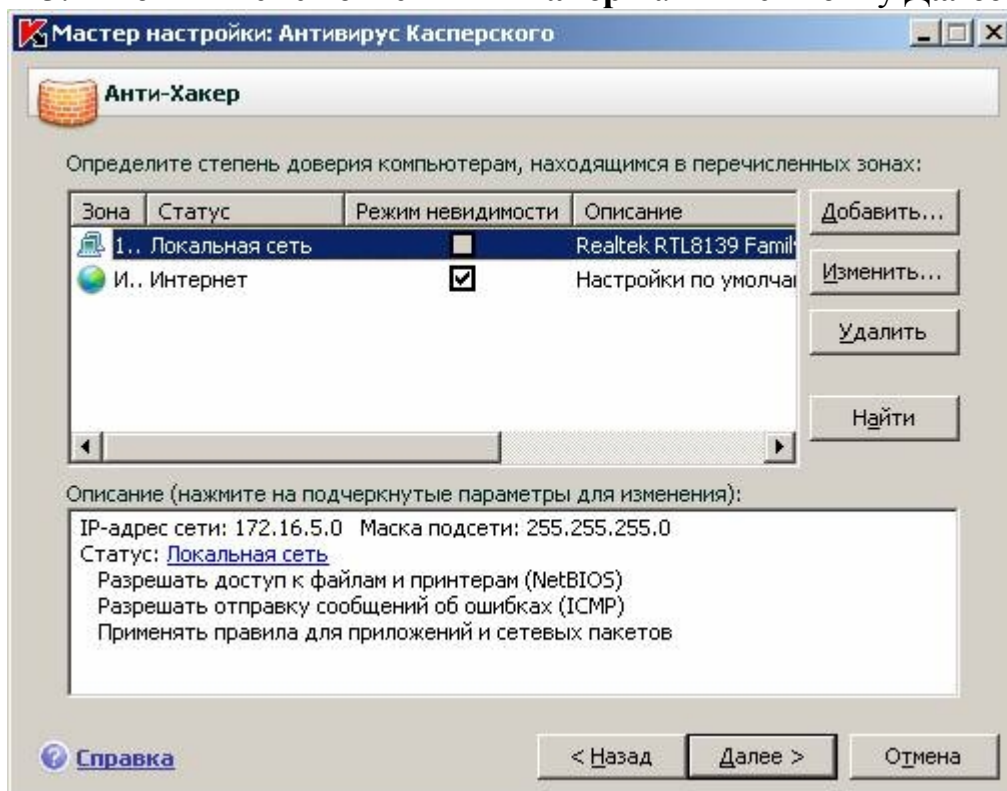 Мастер настройки: Антивирус Касперского
Анти-Хакер
Определите степень доверия компьютерам, находящимся в перечисленных зонах:
Зона Статус Режим невидимости Описание
1.. Локальная сеть Realtek RTL8139 Famil
И.. Интернет Настройки по умолча
Добавить...
Изменить...
Удалить
Найти
Описание (нажмите на подчеркнутые параметры для изменения):
IP-адрес сети: 172.16.5.0 Маска подсети: 255.255.255.0
Статус: Локальная сеть
Разрешать доступ к файлам и принтерам (NetBIOS)
Разрешать отправку сообщений об ошибках (ICMP)
Применять правила для приложений и сетевых пакетов
Справка
< Назад Далее > Отмена